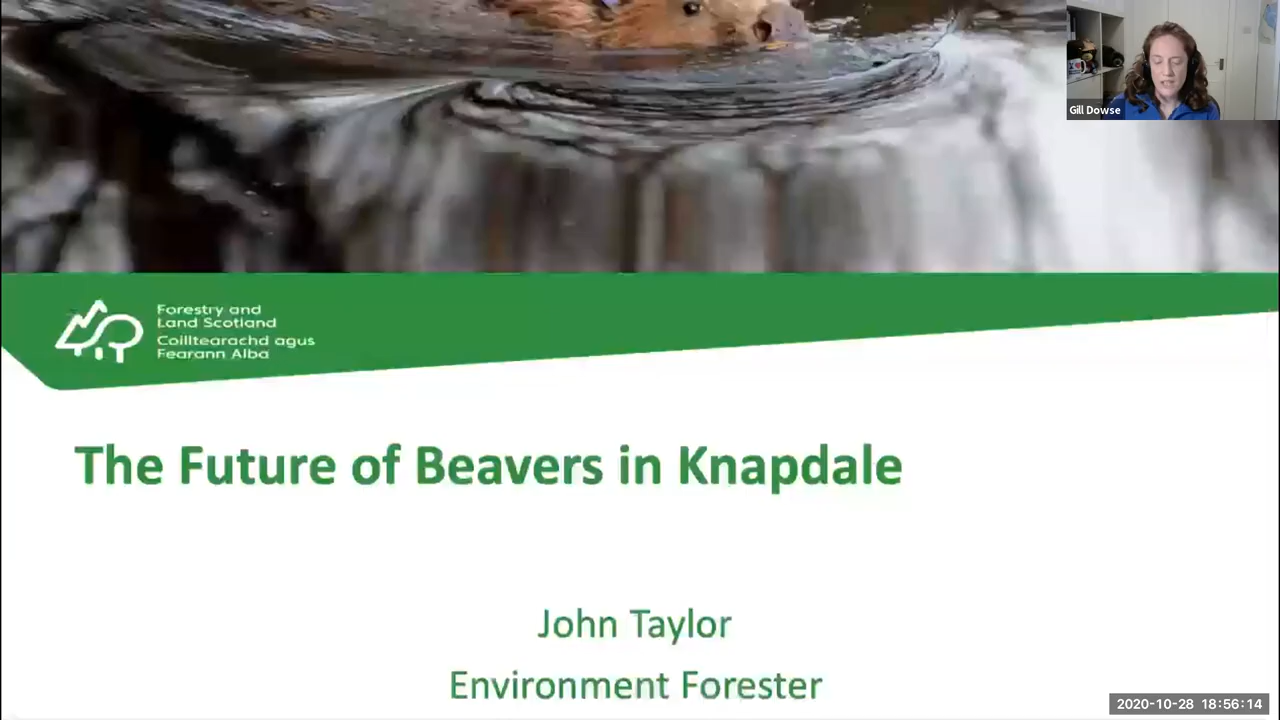 Gill Dowse
Forestry and
Land Scotland
Coilltearachd agus
Fearann Alba
The Future of Beavers in Knapdale
John Taylor
Environment Forester
2020-10-28 18:56:14